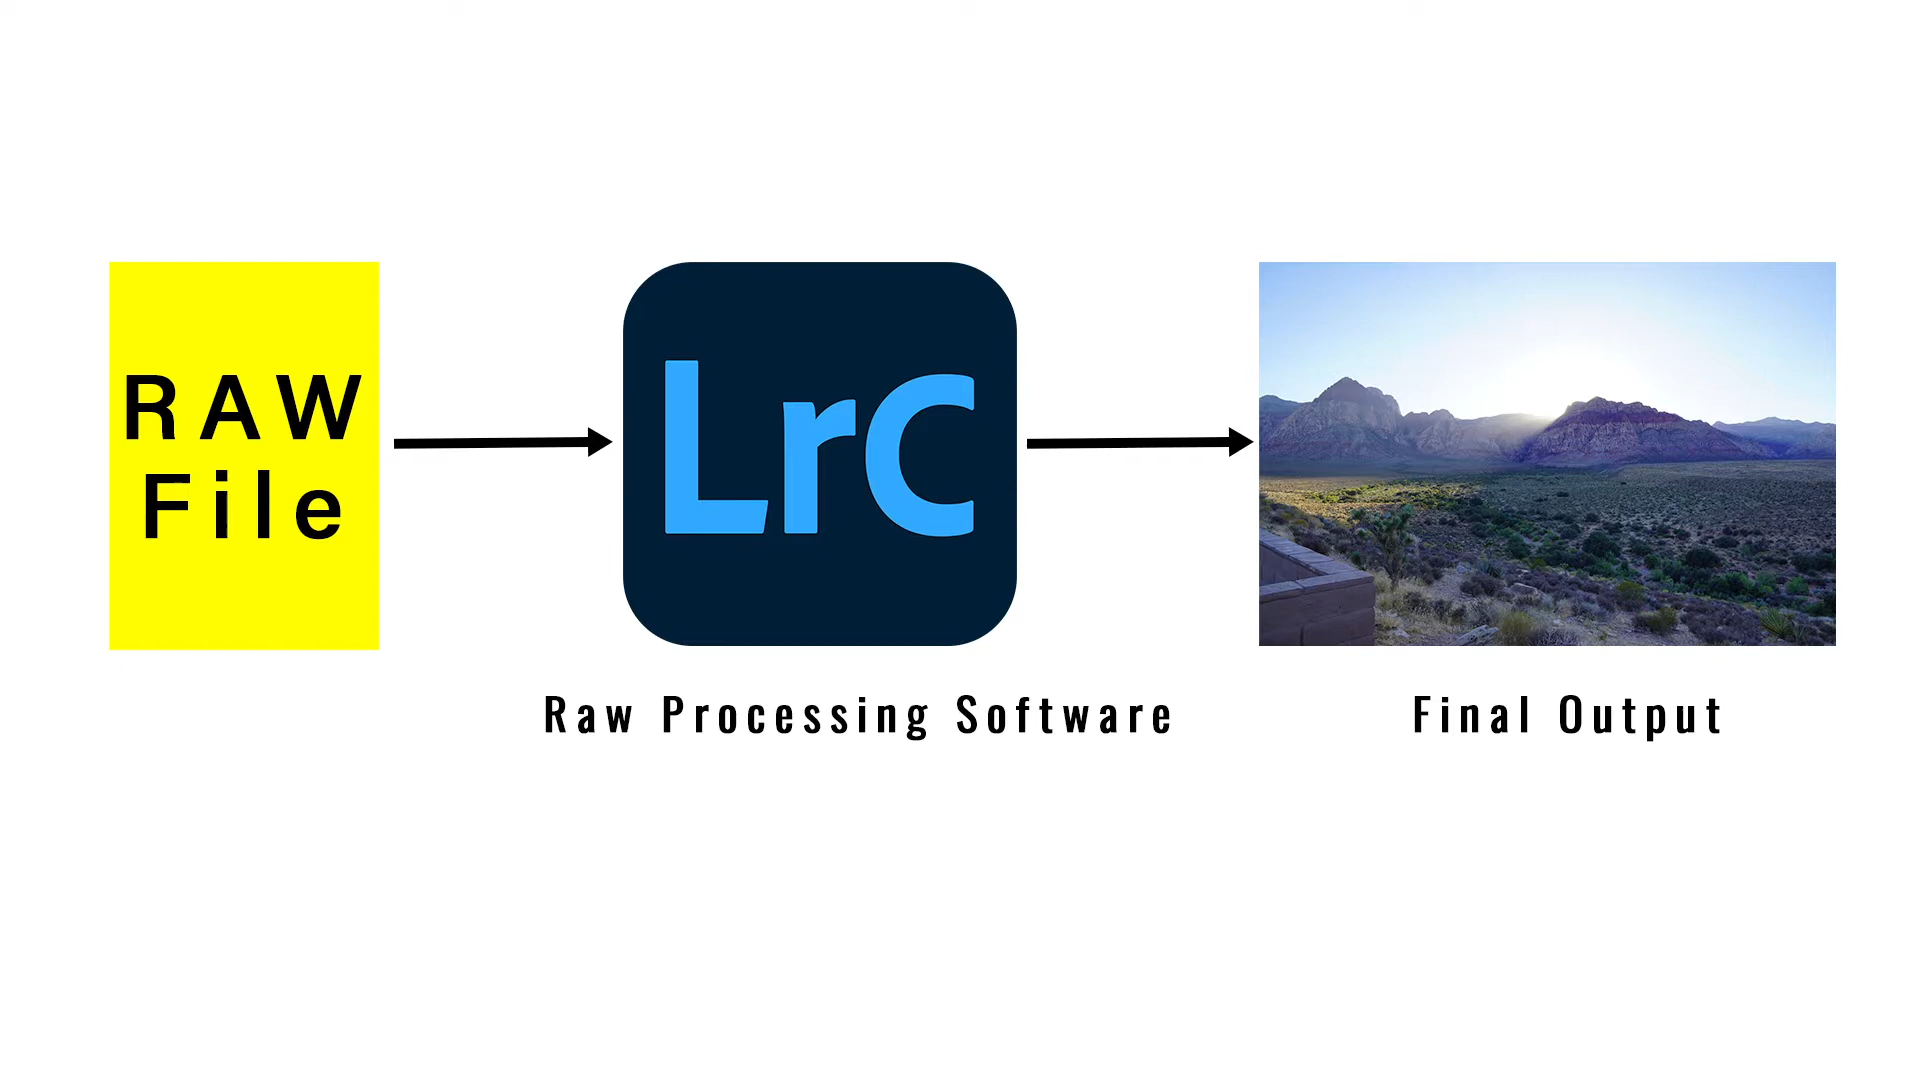 RAW
File
LrC
Raw Processing Software
Final Output